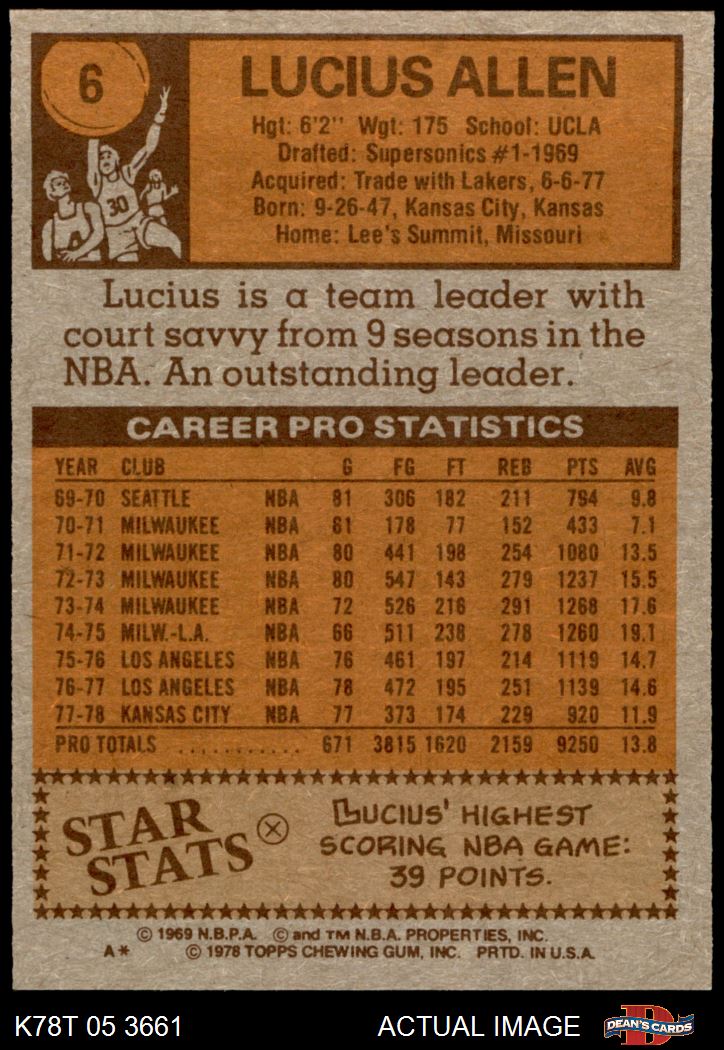 6
LUCIUS ALLEN
Hgt: 6'2" Wgt: 175 School: UCLA
Drafted: Supersonics #1-1969
Acquired: Trade with Lakers, 6-6-77
Born: 9-26-47, Kansas City, Kansas
Home: Lee's Summit, Missouri
30
Lucius is a team leader with
court savvy from 9 seasons in the
NBA. An outstanding leader.
CAREER PRO STATISTICS
YEAR CLUB G FG FT REB PTS AVG
69-70 SEATTLE NBA 81 306 182 211 794 9.8
70-71 MILWAUKEE NBA 61 178 77 152 433 7.1
71-72 MILWAUKEE NBA 80 441 198 254 1080 13.5
72-73 MILWAUKEE NBA 80 547 143 279 1237 15.5
73-74 MILWAUKEE NBA 72 526 216 291 1268 17.6
74-75 MILW.-L.A. NBA 66 511 238 278 1260 19.1
75-76 LOS ANGELES NBA 76 461 197 214 1119 14.7
76-77 LOS ANGELES NBA 78 472 195 251 1139 14.6
77-78 KANSAS CITY NBA 77 373 174 229 920 11.9
PRO TOTALS ........... 671 3815 1620 2159 9250 13.8
STAR STATS
LUCIUS' HIGHEST
SCORING NBA GAME:
39 POINTS.
© 1969 N.B.P.A. © and TM N.B.A. PROPERTIES, INC.
A* © 1978 TOPPS CHEWING GUM, INC. PRTD. IN U.S.A.
K78T 05 3661 ACTUAL IMAGE DEAN'S CARDS